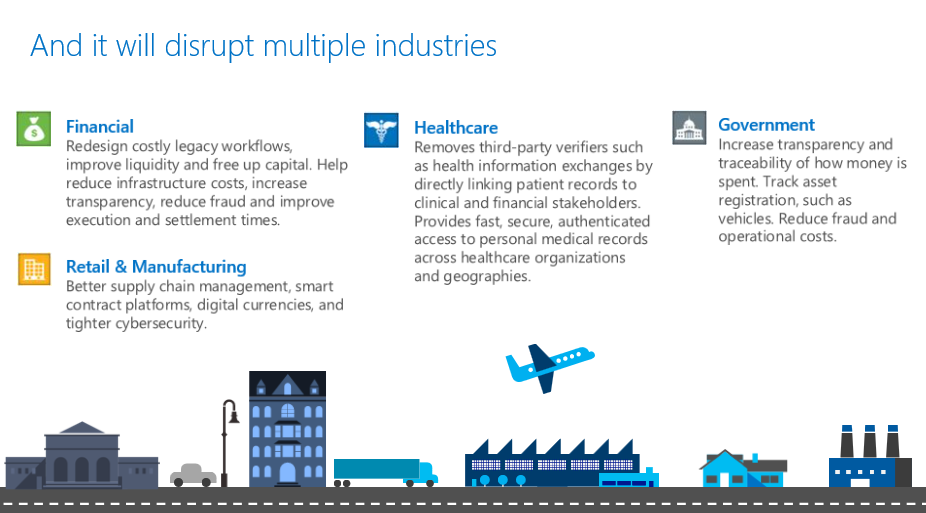 And it will disrupt multiple industries
Financial
Redesign costly legacy workflows,
improve liquidity and free up capital. Help
reduce infrastructure costs, increase
transparency, reduce fraud and improve
execution and settlement times.
Retail & Manufacturing
Better supply chain management, smart
contract platforms, digital currencies, and
tighter cybersecurity.
Healthcare
Removes third-party verifiers such
as health information exchanges by
directly linking patient records to
clinical and financial stakeholders.
Provides fast, secure, authenticated
access to personal medical records
across healthcare organizations
and geographies.
Government
Increase transparency and
traceability of how money is
spent. Track asset
registration, such as
vehicles. Reduce fraud and
operational costs.